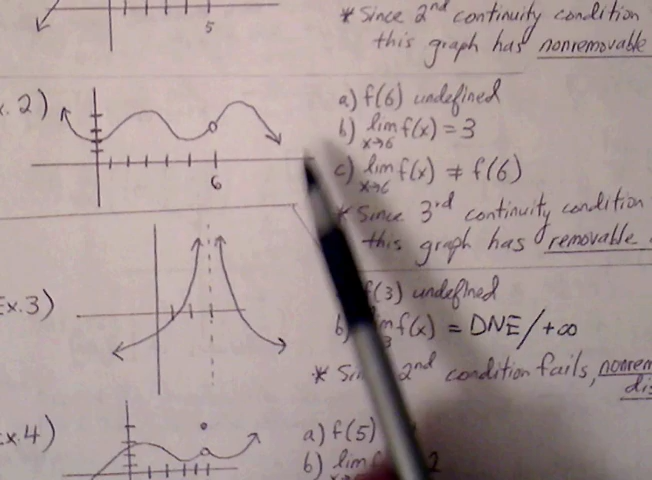 5
* Since 2nd continuity condition
this graph has nonremovable
x. 2)
a) f(6) undefined
b) lim f(x) = 3
x→6
6
c) lim f(x) ≠ f(6)
x→6
* Since 3rd continuity condition
this graph has removable
Ex. 3)
f(3) undefined
b) f(x) = DNE/+∞
3
* 2nd condition fails, nonrem
dis
Ex. 4)
a) f(5)
b) lim 2